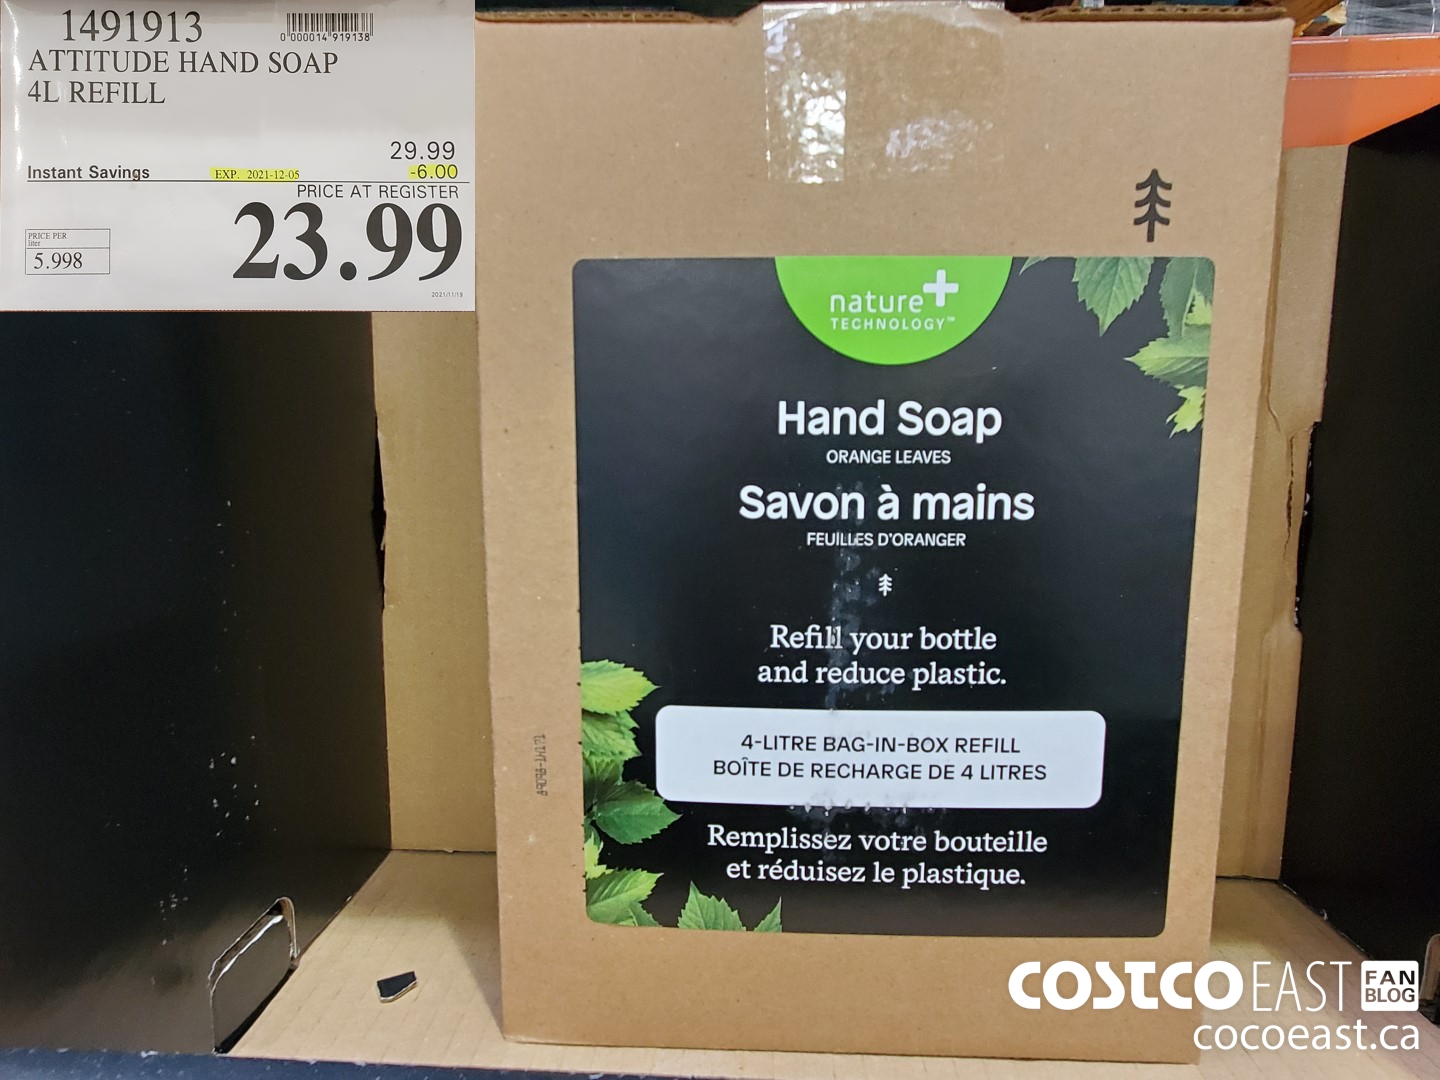 1491913
0"000014"919138"
ATTITUDE HAND SOAP
4L REFILL
29.99
Instant Savings EXP. 2021-12-05 -6.00
PRICE AT REGISTER
23.99
PRICE PER
liter
5.998
2021/11/19
nature+
TECHNOLOGY™
Hand Soap
ORANGE LEAVES
Savon à mains
FEUILLES D'ORANGER
Refill your bottle
and reduce plastic.
4-LITRE BAG-IN-BOX REFILL
BOÎTE DE RECHARGE DE 4 LITRES
Remplissez votre bouteille
et réduisez le plastique.
COSTCO EAST FAN
BLOG
cocoeast.ca